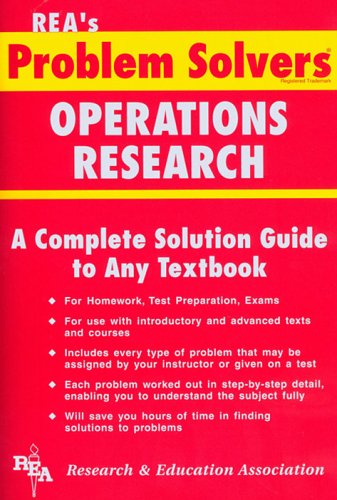 REA's
Problem Solvers®
Registered Trademark
OPERATIONS
RESEARCH
A Complete Solution Guide
to Any Textbook
◆ For Homework, Test Preparation, Exams
◆ For use with introductory and advanced texts
and courses
◆ Includes every type of problem that may be
assigned by your instructor or given on a test
◆ Each problem worked out in step-by-step detail,
enabling you to understand the subject fully
◆ Will save you hours of time in finding
solutions to problems
REA
Research & Education Association